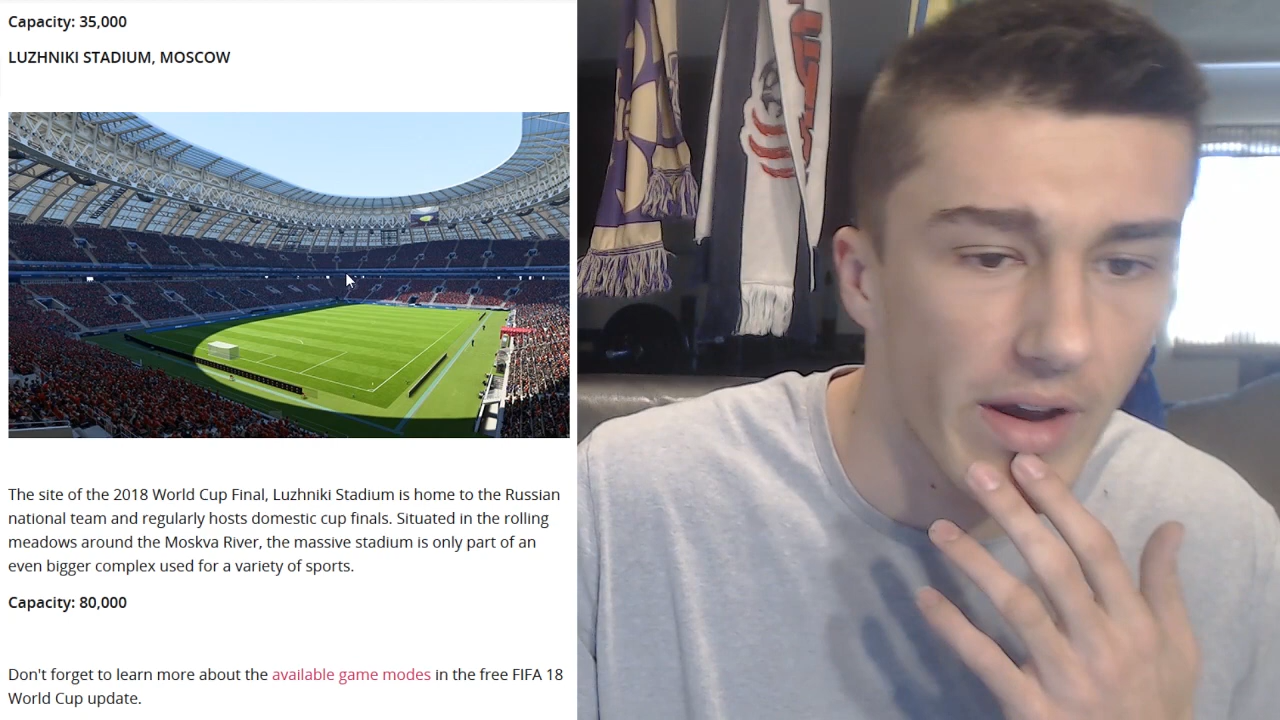 Capacity: 35,000
LUZHNIKI STADIUM, MOSCOW
The site of the 2018 World Cup Final, Luzhniki Stadium is home to the Russian
national team and regularly hosts domestic cup finals. Situated in the rolling
meadows around the Moskva River, the massive stadium is only part of an
even bigger complex used for a variety of sports.
Capacity: 80,000
Don't forget to learn more about the available game modes in the free FIFA 18
World Cup update.